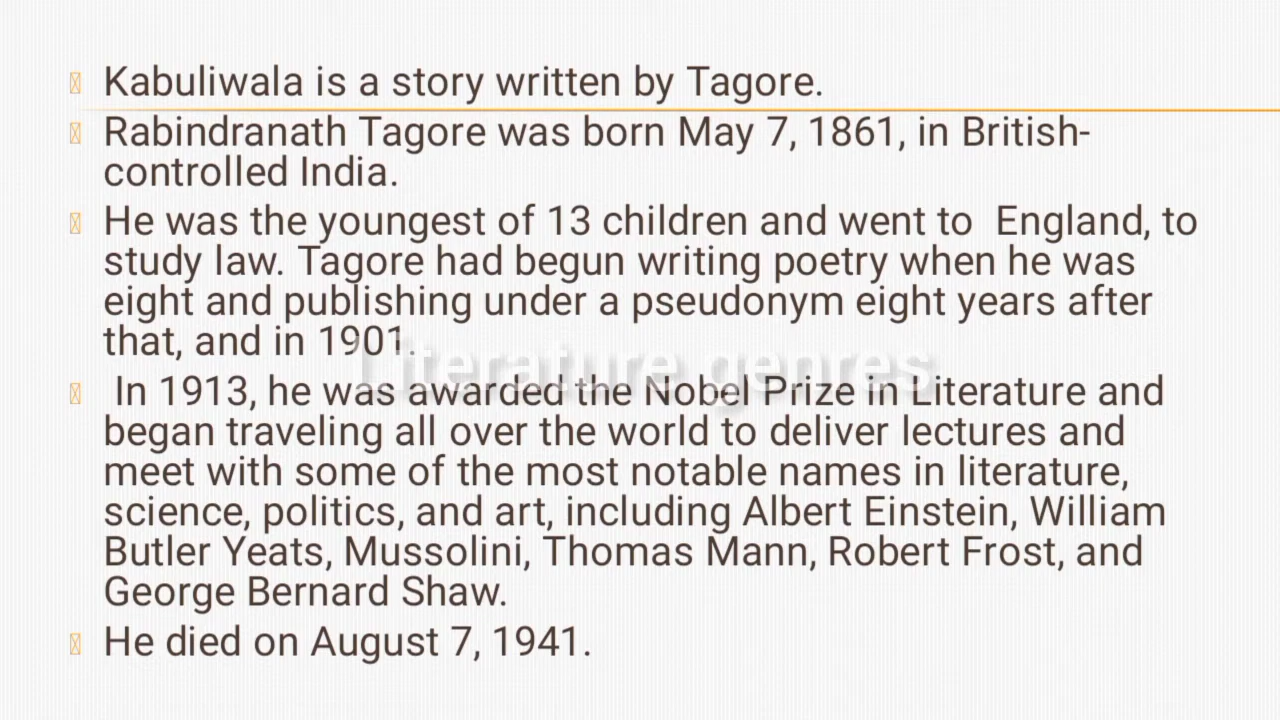 Kabuliwala is a story written by Tagore.
Rabindranath Tagore was born May 7, 1861, in British-
controlled India.
He was the youngest of 13 children and went to  England, to
study law. Tagore had begun writing poetry when he was
eight and publishing under a pseudonym eight years after
that, and in 1901.
Literature genres
In 1913, he was awarded the Nobel Prize in Literature and
began traveling all over the world to deliver lectures and
meet with some of the most notable names in literature,
science, politics, and art, including Albert Einstein, William
Butler Yeats, Mussolini, Thomas Mann, Robert Frost, and
George Bernard Shaw.
He died on August 7, 1941.